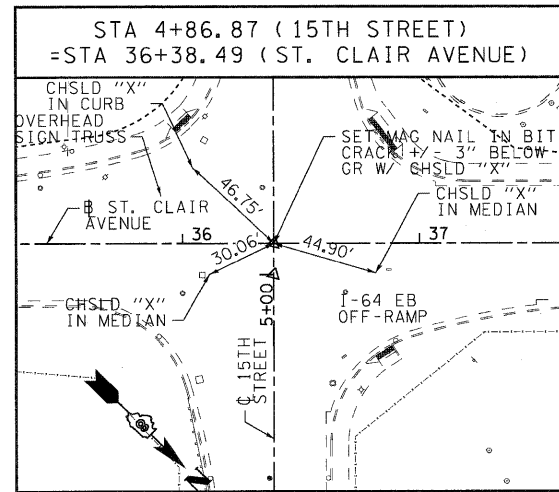 STA 4+86.87 (15TH STREET)
=STA 36+38.49 (ST. CLAIR AVENUE)
CHSLD "X"
IN CURB
OVERHEAD
SIGN TRUSS
SET MAG NAIL IN BIT
CRACK +/- 3" BELOW
GR W/ CHSLD "X"
CHSLD "X"
IN MEDIAN
46.75'
℄ ST. CLAIR
AVENUE
36
37
30.06'
44.90'
CHSLD "X"
IN MEDIAN
5+00
I-64 EB
OFF-RAMP
℄ 15TH
STREET
N